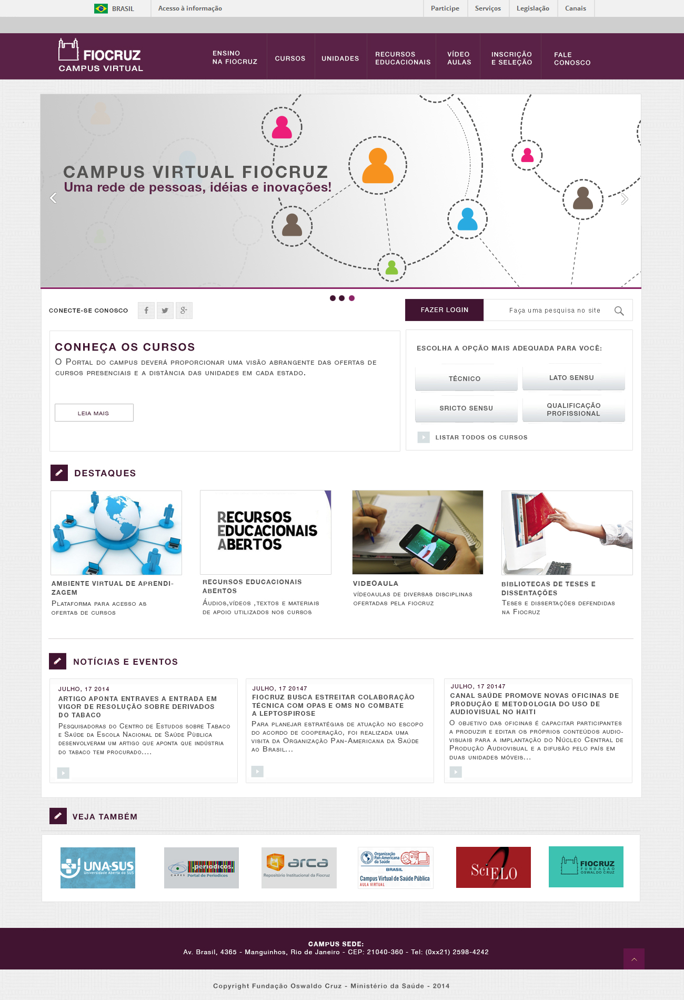 BRASIL
Acesso à informação
Participe
Serviços
Legislação
Canais
FIOCRUZ
CAMPUS VIRTUAL
ENSINO
NA FIOCRUZ
CURSOS
UNIDADES
RECURSOS
EDUCACIONAIS
VÍDEO
AULAS
INSCRIÇÃO
E SELEÇÃO
FALE
CONOSCO
CAMPUS VIRTUAL FIOCRUZ
Uma rede de pessoas, idéias e inovações!
CONECTE-SE CONOSCO
FAZER LOGIN
Faça uma pesquisa no site
CONHEÇA OS CURSOS
O PORTAL DO CAMPUS DEVERÁ PROPORCIONAR UMA VISÃO ABRANGENTE DAS OFERTAS DE
CURSOS PRESENCIAIS E A DISTÂNCIA DAS UNIDADES EM CADA ESTADO.
LEIA MAIS
ESCOLHA A OPÇÃO MAIS ADEQUADA PARA VOCÊ:
TÉCNICO
LATO SENSU
SRICTO SENSU
QUALIFICAÇÃO
PROFISSIONAL
LISTAR TODOS OS CURSOS
DESTAQUES
RECURSOS
EDUCACIONAIS
ABERTOS
AMBIENTE VIRTUAL DE APRENDI-
ZAGEM
PLATAFORMA PARA ACESSO AS
OFERTAS DE CURSOS
RECURSOS EDUCACIONAIS
ABERTOS
ÁUDIOS,VÍDEOS ,TEXTOS E MATERIAIS
DE APOIO UTILIZADOS NOS CURSOS
VIDEOAULA
VÍDEOAULAS DE DIVERSAS DISCIPLINAS
OFERTADAS PELA FIOCRUZ
BIBLIOTECAS DE TESES E
DISSERTAÇÕES
TESES E DISSERTAÇÕES DEFENDIDAS
NA FIOCRUZ
NOTÍCIAS E EVENTOS
JULHO, 17 2014
ARTIGO APONTA ENTRAVES A ENTRADA EM
VIGOR DE RESOLUÇÃO SOBRE DERIVADOS
DO TABACO
PESQUISADORAS DO CENTRO DE ESTUDOS SOBRE TABACO
E SAÚDE DA ESCOLA NACIONAL DE SAÚDE PÙBLICA
DESENVOLVERAM UM ARTIGO QUE APONTA QUE INDÚSTRIA
DO TABACO TEM PROCURADO....
JULHO, 17 20147
FIOCRUZ BUSCA ESTREITAR COLABORAÇÃO
TÉCNICA COM OPAS E OMS NO COMBATE
A LEPTOSPIROSE
PARA PLANEJAR ESTRATÉGIAS DE ATUAÇÃO NO ESCOPO
DO ACORDO DE COOPERAÇÃO, FOI REALIZADA UMA
VISITA DA ORGANIZAÇÃO PAN-AMERICANA DA SAÚDE
AO BRASIL...
JULHO, 17 20147
CANAL SAÚDE PROMOVE NOVAS OFICINAS DE
PRODUÇÃO E METODOLOGIA DO USO DE
AUDIOVISUAL NO HAITI
O OBJETIVO DAS OFICINAS É CAPACITAR PARTICIPANTES
A PRODUZIR E EDITAR OS PRÓPRIOS CONTEÚDOS AUDIO-
VISUAIS PARA A IMPLANTAÇÃO DO NÚCLEO CENTRAL DE
PRODUÇÃO AUDIOVISUAL E A DIFUSÃO PELO PAÍS EM
DUAS UNIDADES MÓVEIS...
VEJA TAMBÉM
UNA-SUS
Universidade Aberta do SUS
.periodicos.
CAPES
Portal de Periodicos
arca
Repositório Institucional da Fiocruz
Organização
Pan-Americana
da Saúde
BRASIL
Campus Virtual de Saúde Pública
AULA VIRTUAL
SciELO
FIOCRUZ
FUNDAÇÃO
OSWALDO CRUZ
CAMPUS SEDE:
Av. Brasil, 4365 - Manguinhos, Rio de Janeiro - CEP: 21040-360 - Tel: (0xx21) 2598-4242
Copyright Fundação Oswaldo Cruz - Ministério da Saúde - 2014